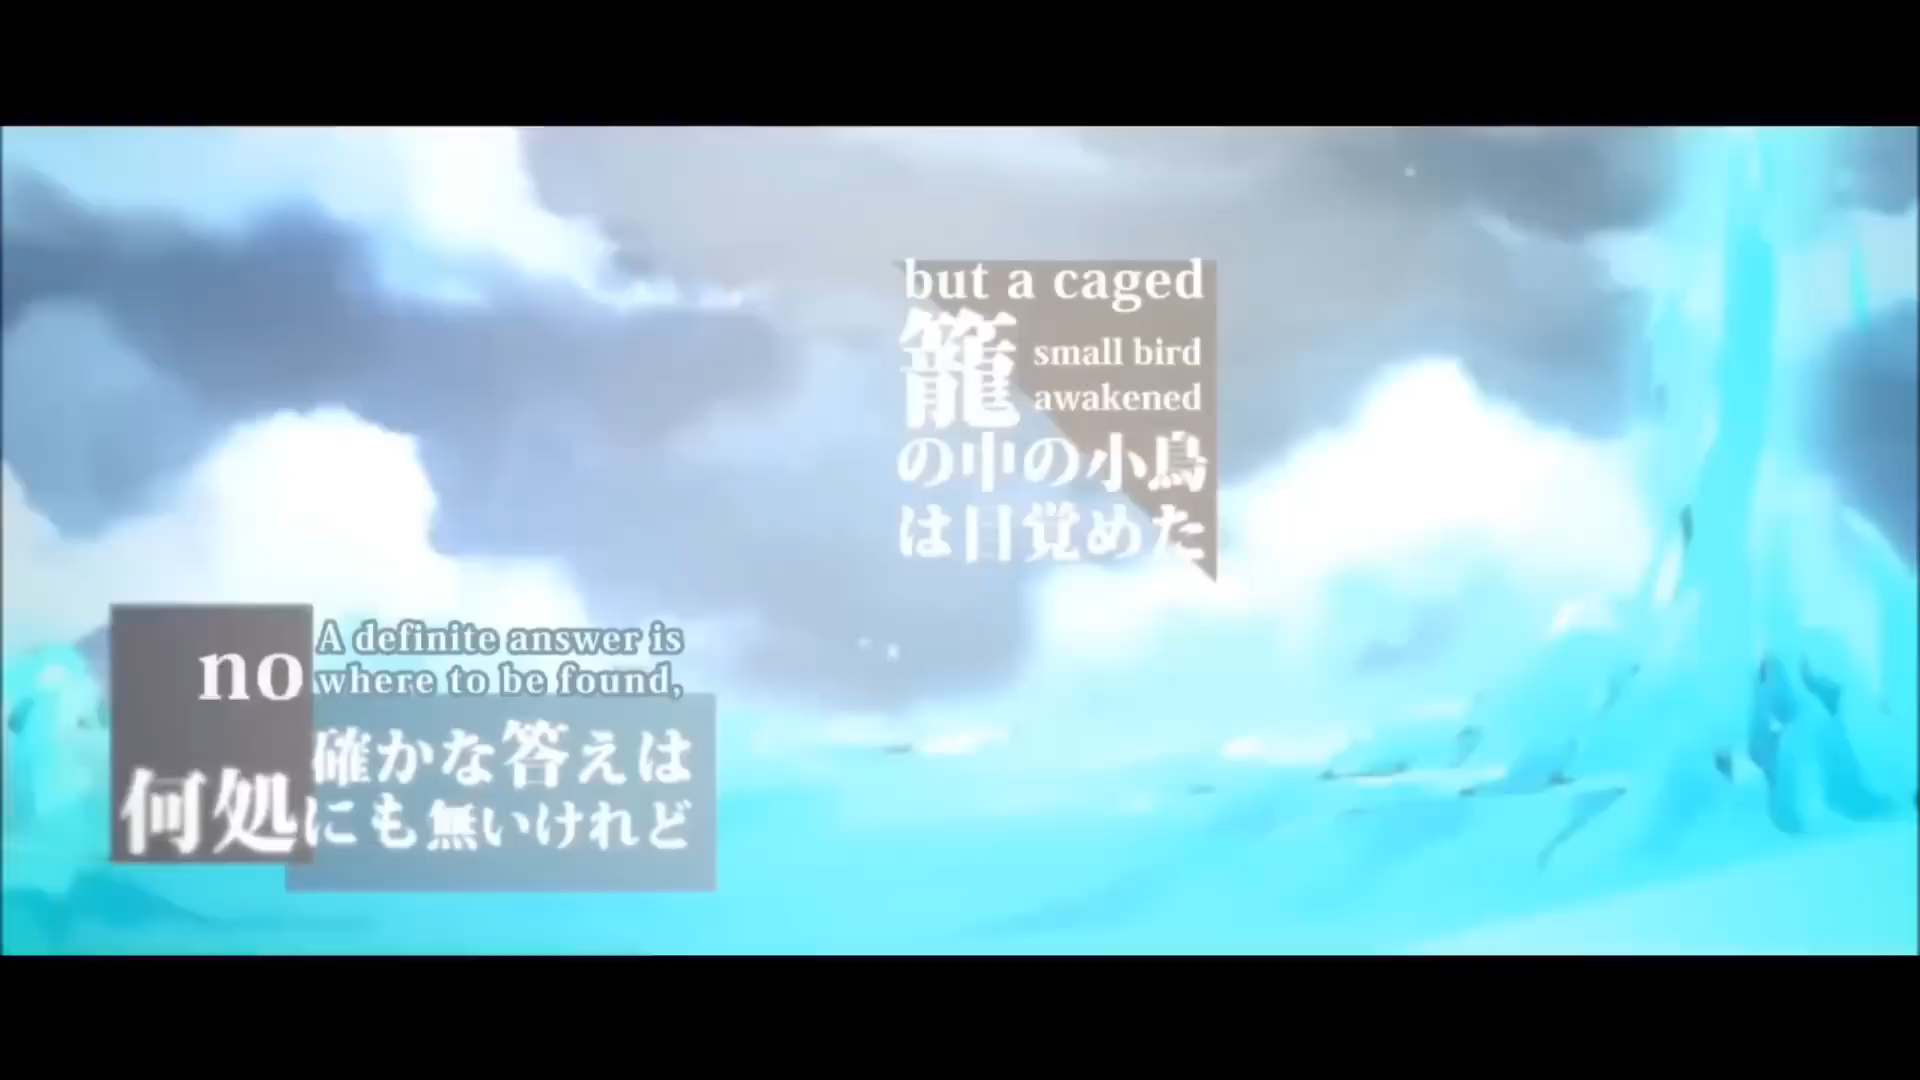 A definite answer is
no where to be found,
確かな答えは
何処にも無いけれど
but a caged
small bird
awakened
籠
の中の小鳥
は目覚めた